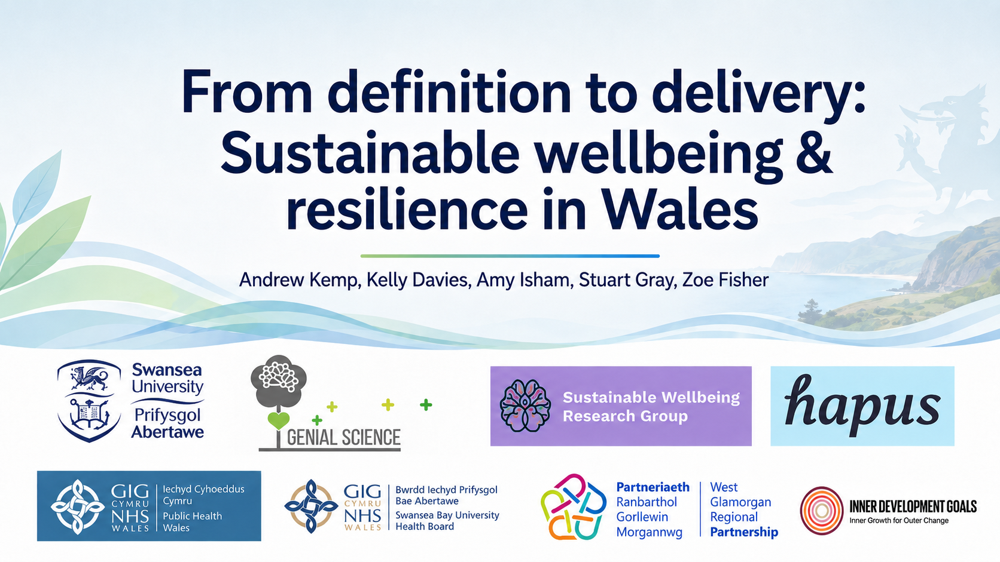 From definition to delivery:
Sustainable wellbeing &
resilience in Wales
Andrew Kemp, Kelly Davies, Amy Isham, Stuart Gray, Zoe Fisher
Swansea
University
Prifysgol
Abertawe
GENIAL SCIENCE
Sustainable Wellbeing
Research Group
hapus
GIG
CYMRU
NHS
WALES
Iechyd Cyhoeddus
Cymru
Public Health
Wales
GIG
CYMRU
NHS
WALES
Bwrdd Iechyd Prifysgol
Bae Abertawe
Swansea Bay University
Health Board
Partneriaeth
Ranbarthol
Gorllewin
Morgannwg
West
Glamorgan
Regional
Partnership
INNER DEVELOPMENT GOALS
Inner Growth for Outer Change